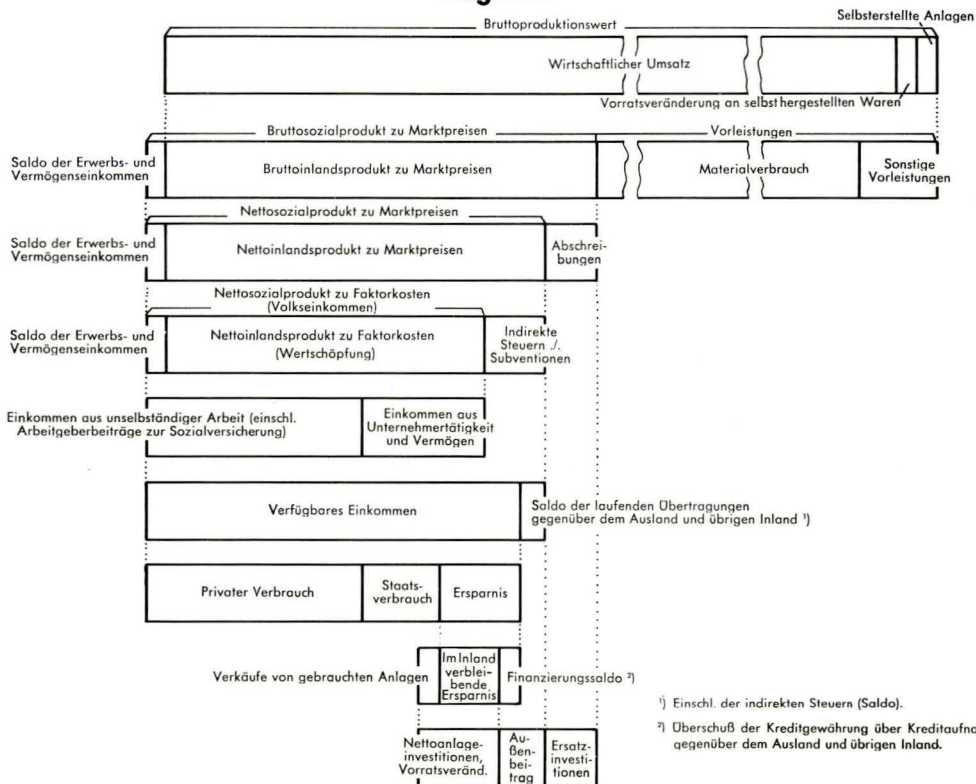 Selbsterstellte Anlagen
Bruttoproduktionswert
Wirtschaftlicher Umsatz
Vorratsveränderung an selbsthergestellten Waren
Bruttosozialprodukt zu Marktpreisen
Vorleistungen
Saldo der Erwerbs- und
Vermögenseinkommen
Bruttoinlandsprodukt zu Marktpreisen
Materialverbrauch
Sonstige
Vorleistungen
Nettosozialprodukt zu Marktpreisen
Saldo der Erwerbs- und
Vermögenseinkommen
Nettoinlandsprodukt zu Marktpreisen
Abschrei-
bungen
Nettosozialprodukt zu Faktorkosten
(Volkseinkommen)
Saldo der Erwerbs- und
Vermögenseinkommen
Nettoinlandsprodukt zu Faktorkosten
(Wertschöpfung)
Indirekte
Steuern ./.
Subventionen
Einkommen aus unselbständiger Arbeit (einschl.
Arbeitgeberbeiträge zur Sozialversicherung)
Einkommen aus
Unternehmertätigkeit
und Vermögen
Verfügbares Einkommen
Saldo der laufenden Übertragungen
gegenüber dem Ausland und übrigen Inland ¹)
Privater Verbrauch
Staats-
verbrauch
Ersparnis
Verkäufe von gebrauchten Anlagen
Im Inland
verblei-
bende
Ersparnis
Finanzierungssaldo ²)
¹) Einschl. der indirekten Steuern (Saldo).
²) Überschuß der Kreditgewährung über Kreditaufna
gegenüber dem Ausland und übrigen Inland.
Nettoanlage-
investitionen,
Vorratsveränd.
Au-
ßen-
bei-
trag
Ersatz-
investi-
tionen